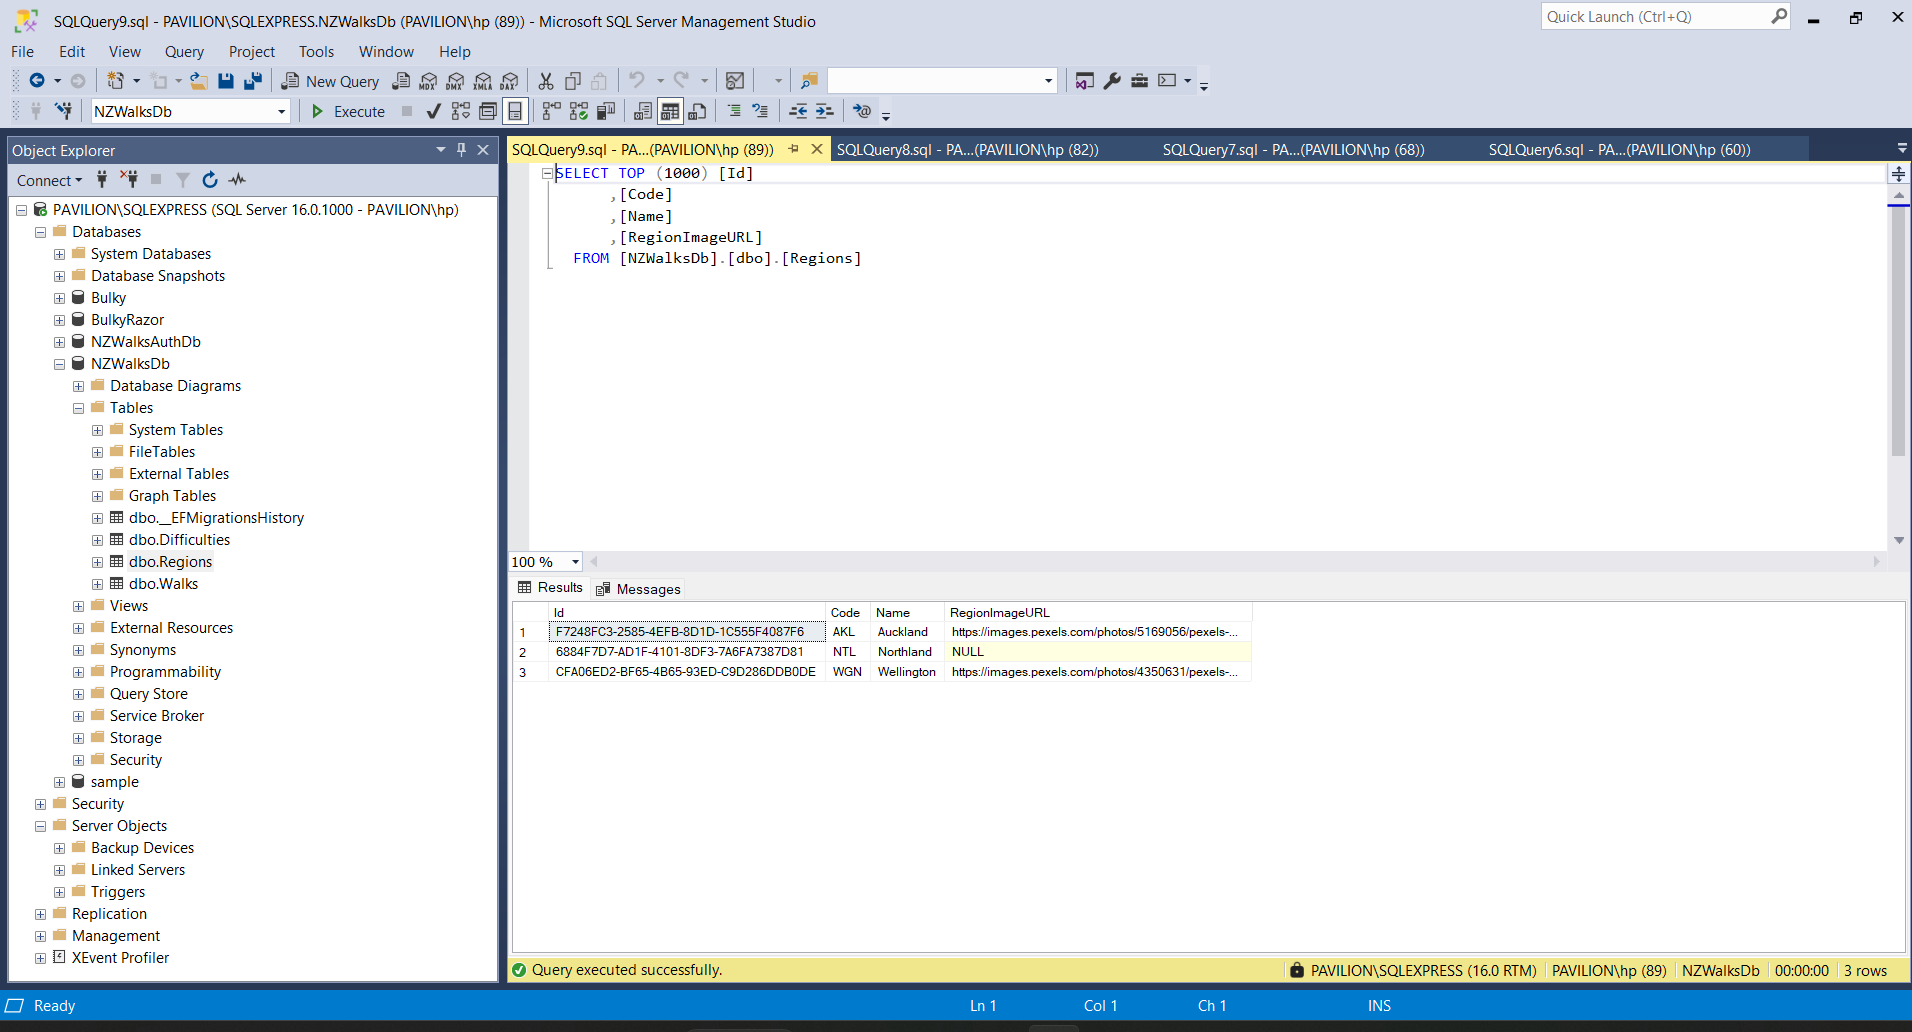 SQLQuery9.sql - PAVILION\SQLEXPRESS.NZWalksDb (PAVILION\hp (89)) - Microsoft SQL Server Management Studio
Quick Launch (Ctrl+Q)
File Edit View Query Project Tools Window Help
New Query MDX DMX XMLA DAX
NZWalksDb Execute
Object Explorer
Connect
PAVILION\SQLEXPRESS (SQL Server 16.0.1000 - PAVILION\hp)
Databases
System Databases
Database Snapshots
Bulky
BulkyRazor
NZWalksAuthDb
NZWalksDb
Database Diagrams
Tables
System Tables
FileTables
External Tables
Graph Tables
dbo.__EFMigrationsHistory
dbo.Difficulties
dbo.Regions
dbo.Walks
Views
External Resources
Synonyms
Programmability
Query Store
Service Broker
Storage
Security
sample
Security
Server Objects
Backup Devices
Linked Servers
Triggers
Replication
Management
XEvent Profiler
SQLQuery9.sql - PA...(PAVILION\hp (89)) SQLQuery8.sql - PA...(PAVILION\hp (82)) SQLQuery7.sql - PA...(PAVILION\hp (68)) SQLQuery6.sql - PA...(PAVILION\hp (60))
SELECT TOP (1000) [Id]
,[Code]
,[Name]
,[RegionImageURL]
FROM [NZWalksDb].[dbo].[Regions]
100 %
Results Messages
Id Code Name RegionImageURL
1 F7248FC3-2585-4EFB-8D1D-1C555F4087F6 AKL Auckland https://images.pexels.com/photos/5169056/pexels-...
2 6884F7D7-AD1F-4101-8DF3-7A6FA7387D81 NTL Northland NULL
3 CFA06ED2-BF65-4B65-93ED-C9D286DDB0DE WGN Wellington https://images.pexels.com/photos/4350631/pexels-...
Query executed successfully. PAVILION\SQLEXPRESS (16.0 RTM) PAVILION\hp (89) NZWalksDb 00:00:00 3 rows
Ready Ln 1 Col 1 Ch 1 INS